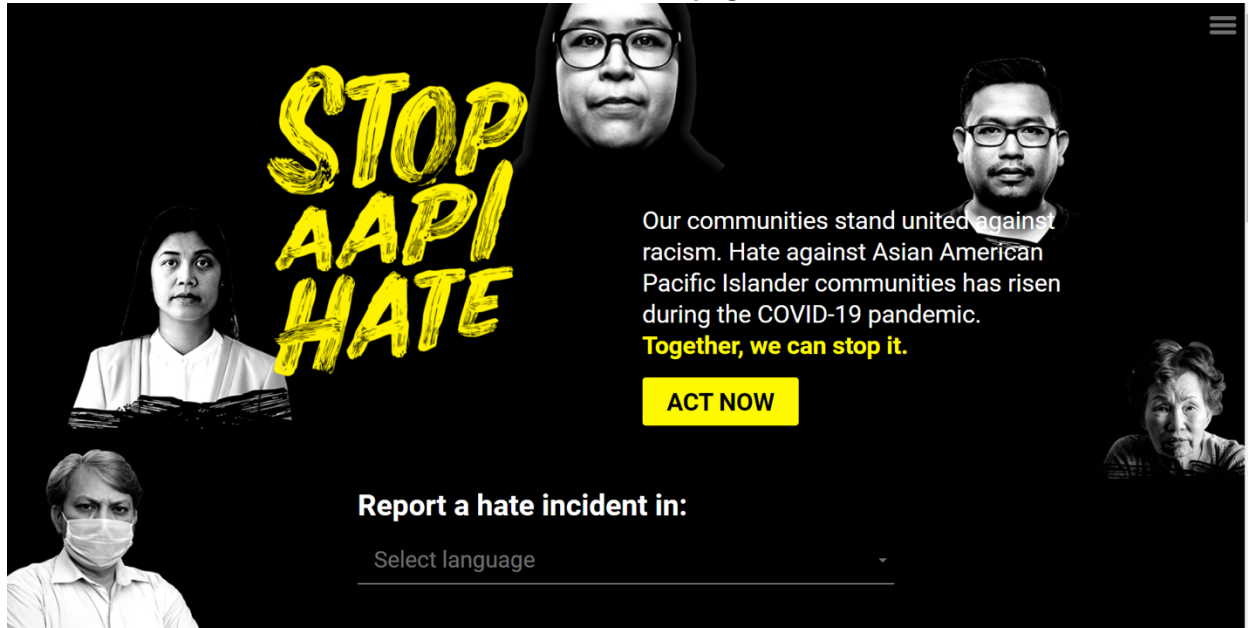 STOP
AAPI
HATE
Our communities stand united against
racism. Hate against Asian American
Pacific Islander communities has risen
during the COVID-19 pandemic.
Together, we can stop it.
ACT NOW
Report a hate incident in:
Select language